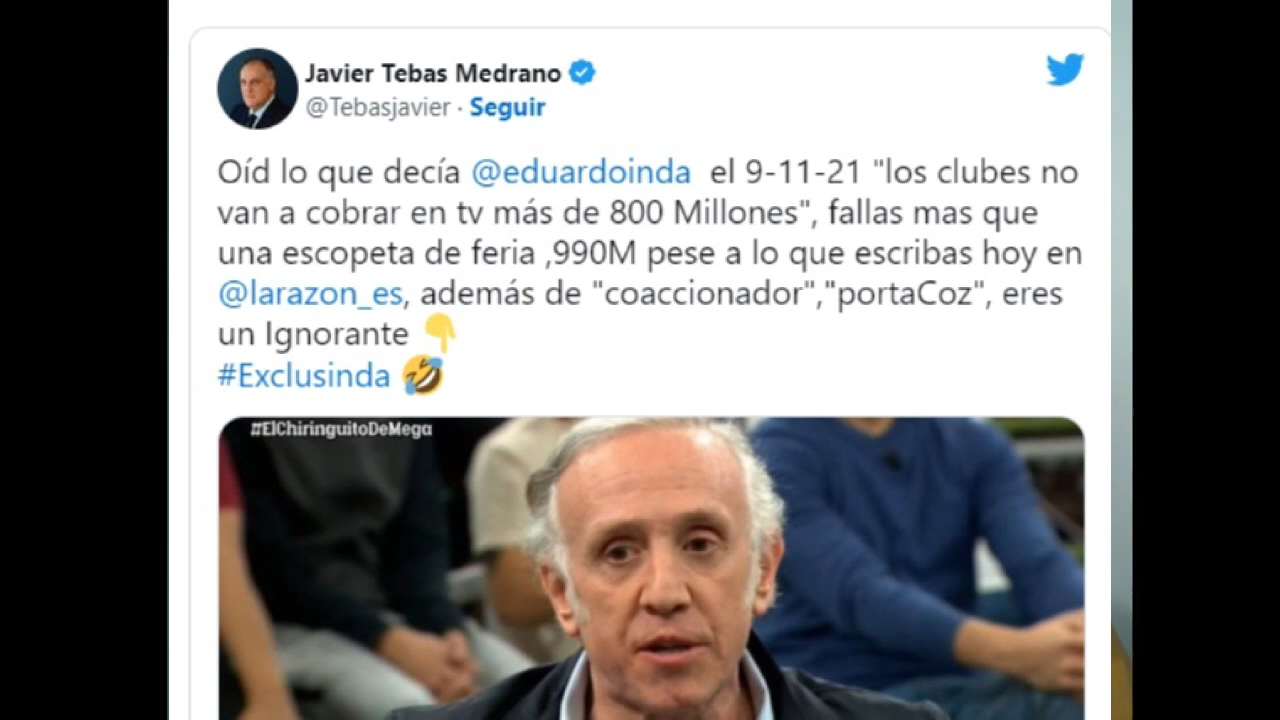 Javier Tebas Medrano
@Tebasjavier · Seguir
Oíd lo que decía @eduardoinda el 9-11-21 "los clubes no
van a cobrar en tv más de 800 Millones", fallas mas que
una escopeta de feria ,990M pese a lo que escribas hoy en
@larazon_es, además de "coaccionador","portaCoz", eres
un Ignorante 👇
#Exclusinda 🤣
#ElChiringuitoDeMega